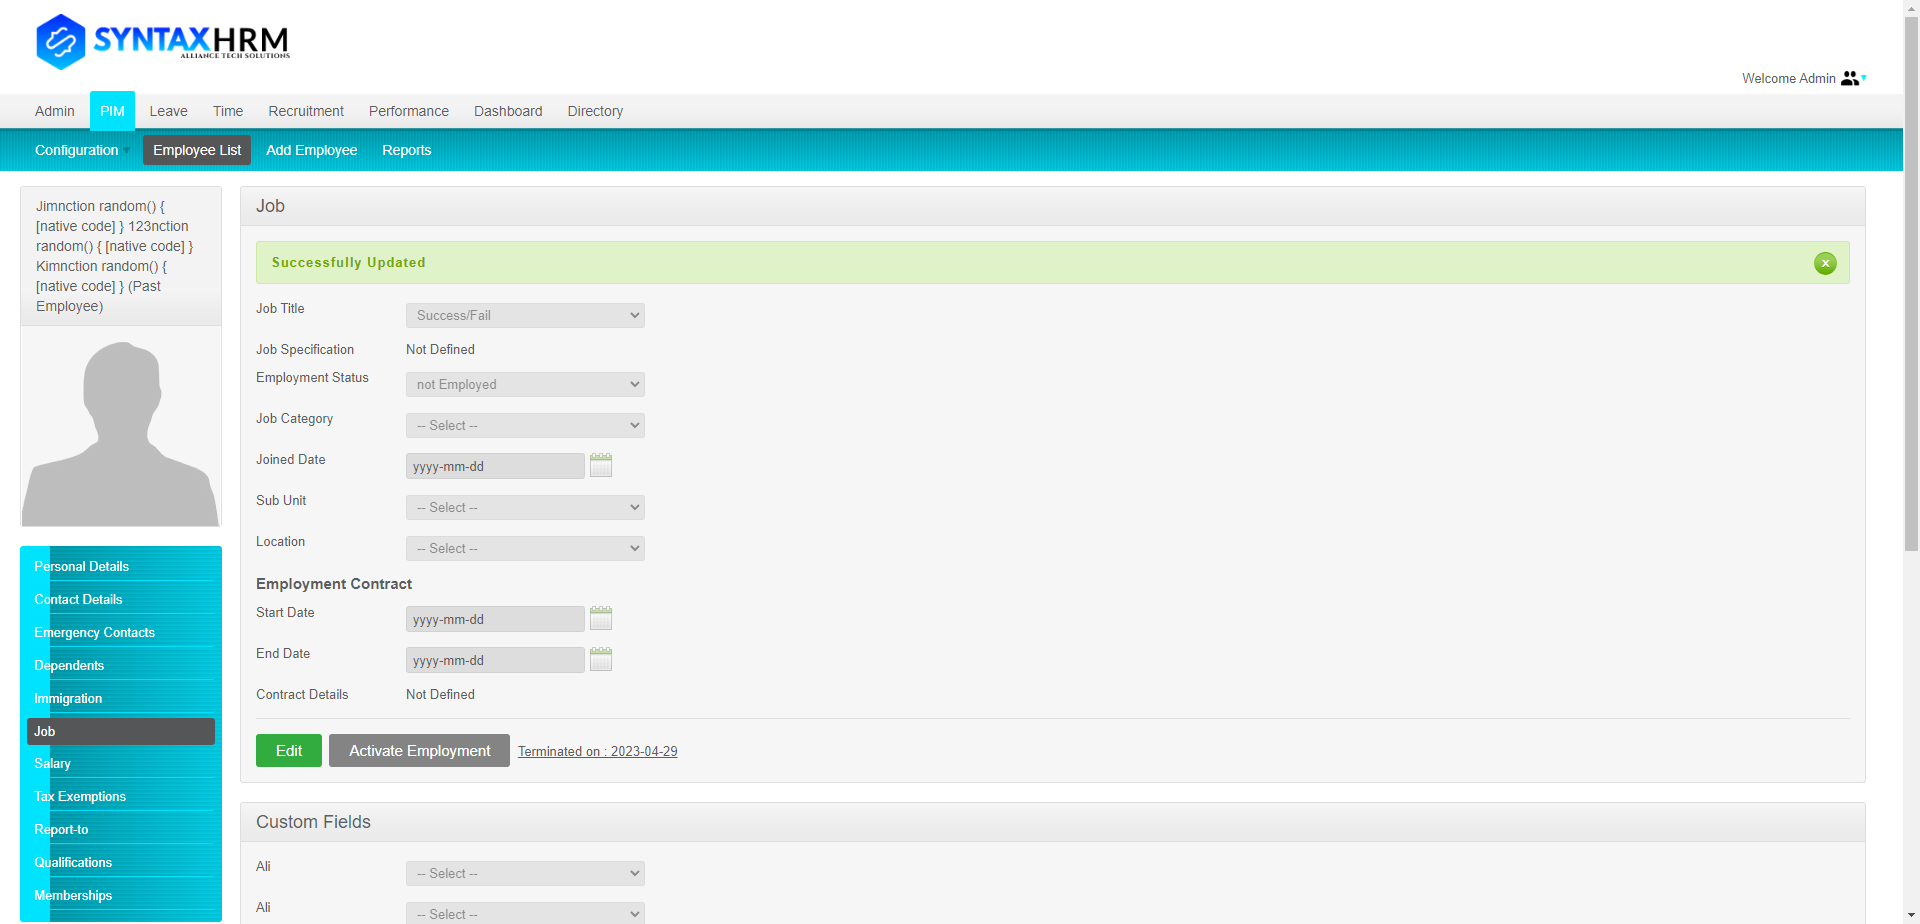 SYNTAXHRM
ALLIANCE TECH SOLUTIONS
Welcome Admin
Admin PIM Leave Time Recruitment Performance Dashboard Directory
Configuration Employee List Add Employee Reports
Jimnction random() {
[native code] } 123nction
random() { [native code] }
Kimnction random() {
[native code] } (Past
Employee)
Personal Details
Contact Details
Emergency Contacts
Dependents
Immigration
Job
Salary
Tax Exemptions
Report-to
Qualifications
Memberships
Job
Successfully Updated
x
Job Title Success/Fail
Job Specification Not Defined
Employment Status not Employed
Job Category -- Select --
Joined Date yyyy-mm-dd
Sub Unit -- Select --
Location -- Select --
Employment Contract
Start Date yyyy-mm-dd
End Date yyyy-mm-dd
Contract Details Not Defined
Edit Activate Employment Terminated on : 2023-04-29
Custom Fields
Ali -- Select --
Ali -- Select --